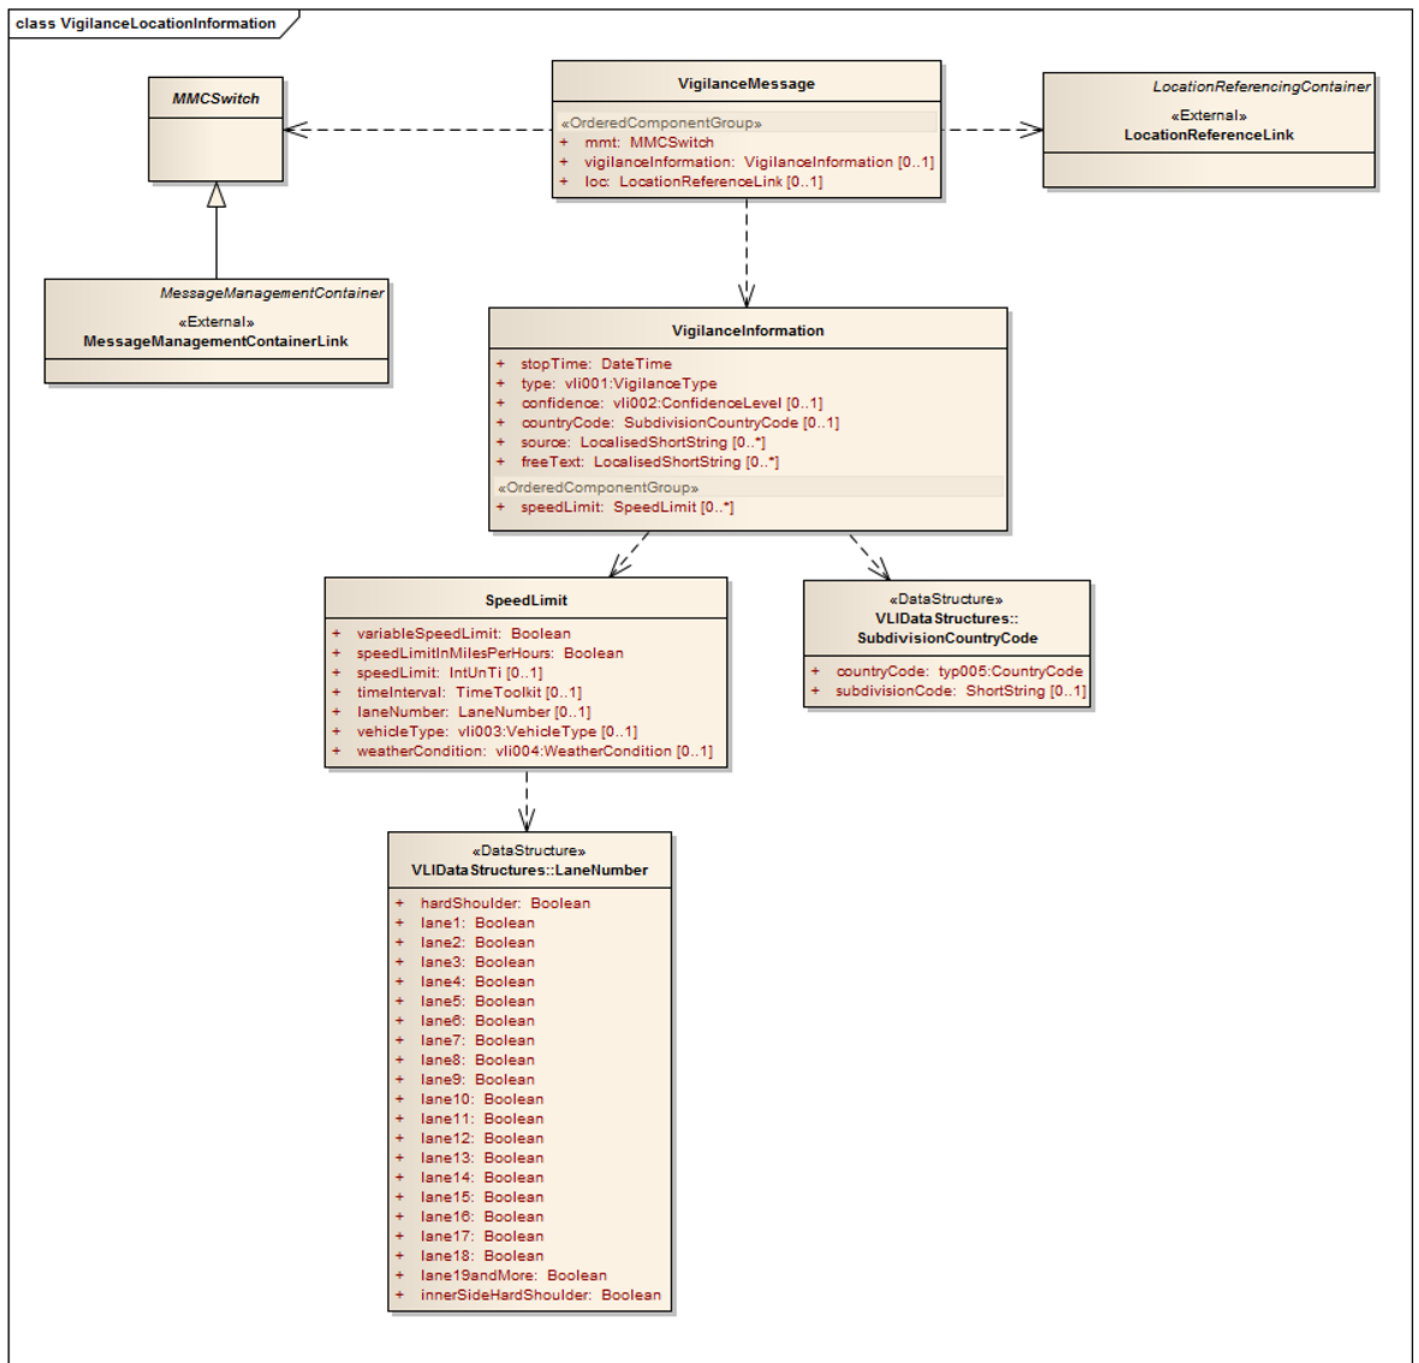 class VigilanceLocationInformation
MMCSwitch
VigilanceMessage
«OrderedComponentGroup»
+ mmt: MMCSwitch
+ vigilanceInformation: VigilanceInformation [0..1]
+ loc: LocationReferenceLink [0..1]
LocationReferencingContainer
«External»
LocationReferenceLink
MessageManagementContainer
«External»
MessageManagementContainerLink
VigilanceInformation
+ stopTime: DateTime
+ type: vli001:VigilanceType
+ confidence: vli002:ConfidenceLevel [0..1]
+ countryCode: SubdivisionCountryCode [0..1]
+ source: LocalisedShortString [0..*]
+ freeText: LocalisedShortString [0..*]
«OrderedComponentGroup»
+ speedLimit: SpeedLimit [0..*]
SpeedLimit
+ variableSpeedLimit: Boolean
+ speedLimitInMilesPerHours: Boolean
+ speedLimit: IntUnTi [0..1]
+ timeInterval: TimeToolkit [0..1]
+ laneNumber: LaneNumber [0..1]
+ vehicleType: vli003:VehicleType [0..1]
+ weatherCondition: vli004:WeatherCondition [0..1]
«DataStructure»
VLIDataStructures::
SubdivisionCountryCode
+ countryCode: typ005:CountryCode
+ subdivisionCode: ShortString [0..1]
«DataStructure»
VLIDataStructures::LaneNumber
+ hardShoulder: Boolean
+ lane1: Boolean
+ lane2: Boolean
+ lane3: Boolean
+ lane4: Boolean
+ lane5: Boolean
+ lane6: Boolean
+ lane7: Boolean
+ lane8: Boolean
+ lane9: Boolean
+ lane10: Boolean
+ lane11: Boolean
+ lane12: Boolean
+ lane13: Boolean
+ lane14: Boolean
+ lane15: Boolean
+ lane16: Boolean
+ lane17: Boolean
+ lane18: Boolean
+ lane19andMore: Boolean
+ innerSideHardShoulder: Boolean